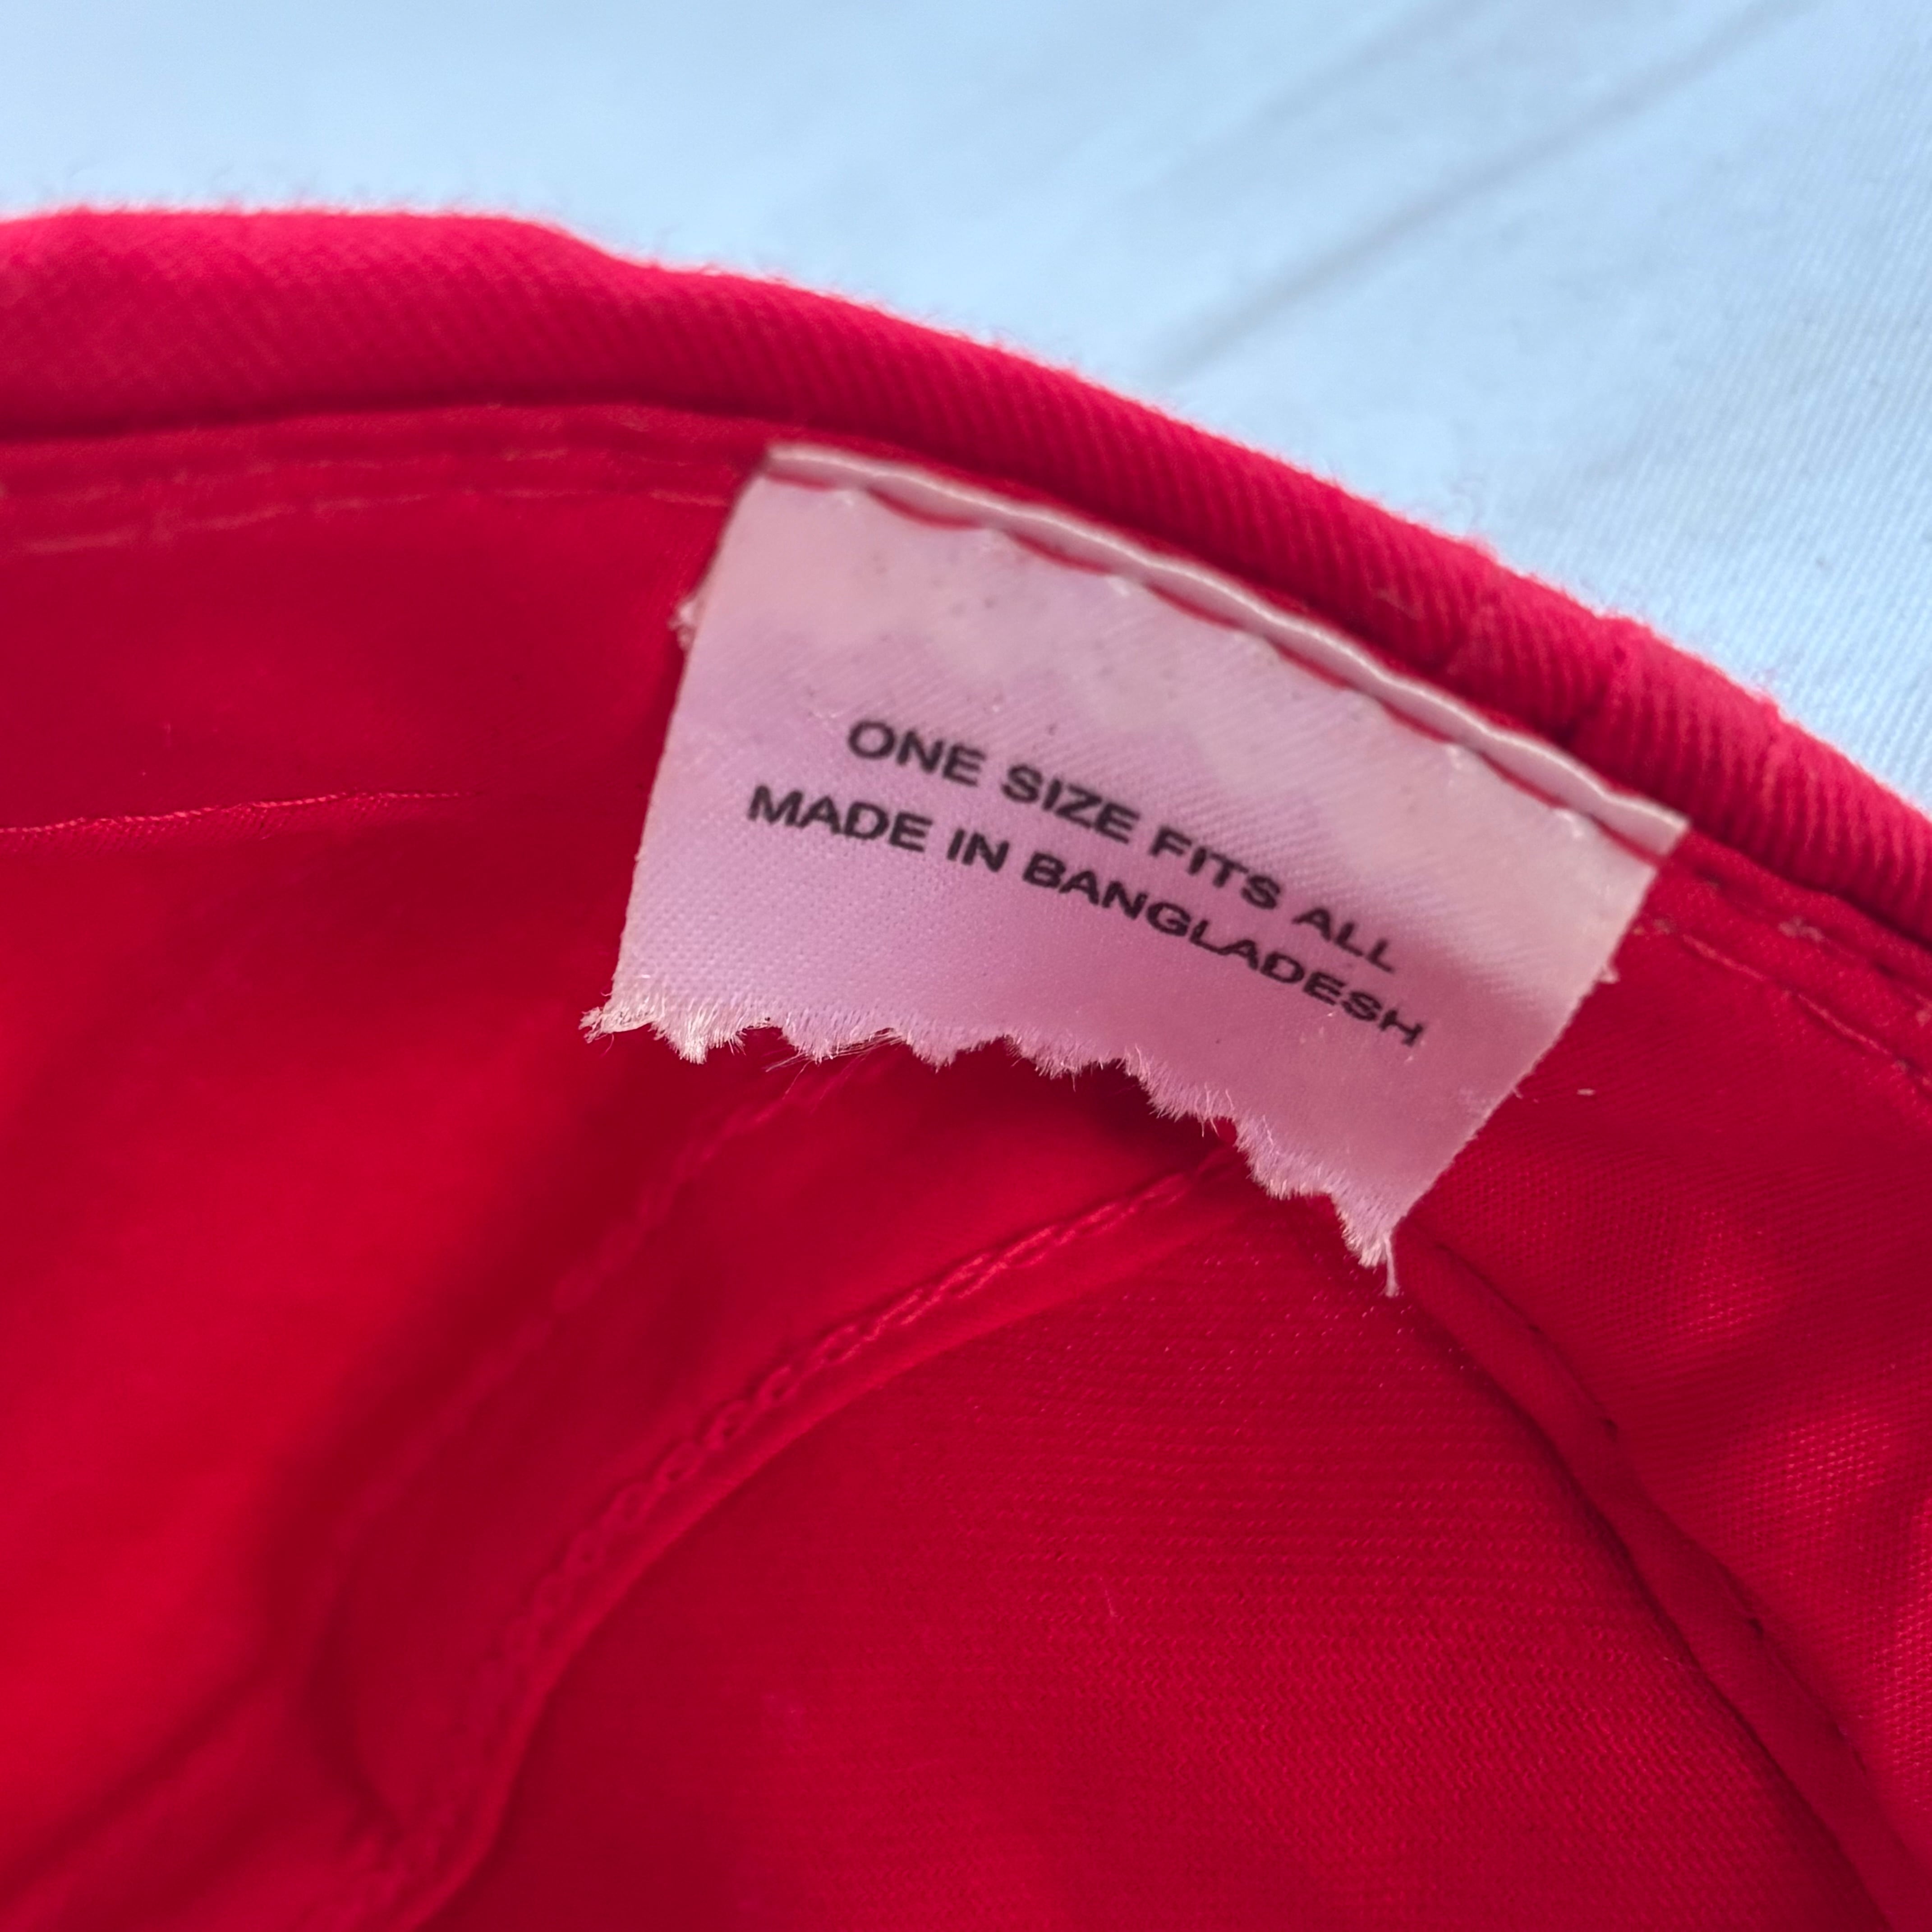 ONE SIZE FITS ALL
MADE IN BANGLADESH